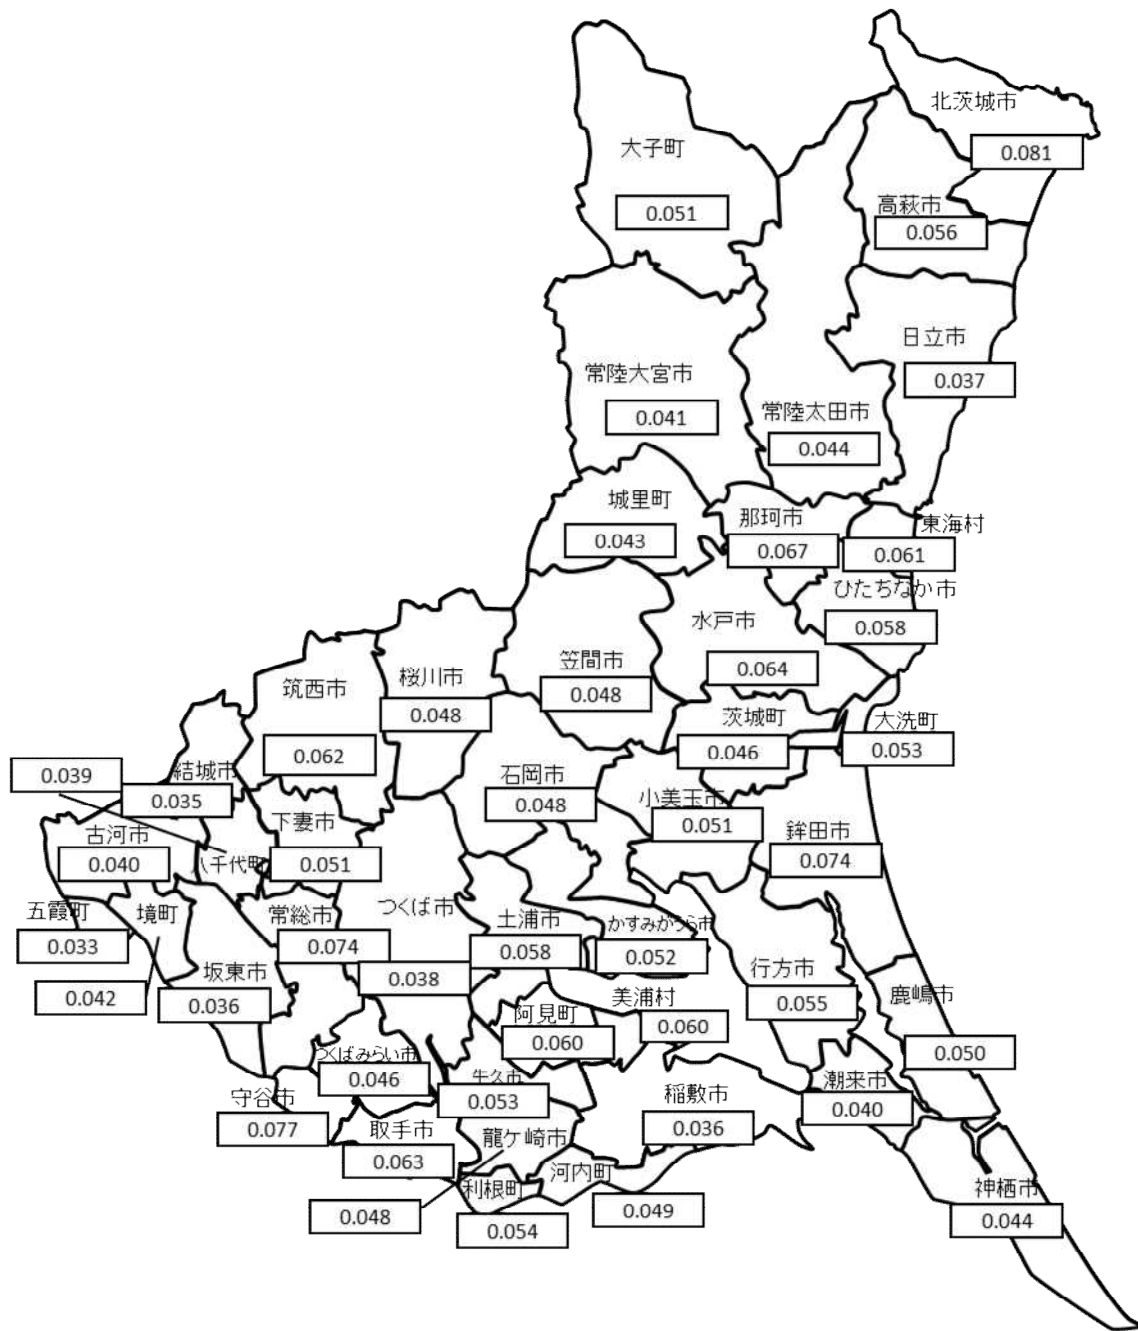 北茨城市
0.081
大子町
0.051
高萩市
0.056
日立市
0.037
常陸大宮市
0.041
常陸太田市
0.044
城里町
0.043
那珂市
0.067
東海村
0.061
ひたちなか市
0.058
水戸市
0.064
笠間市
0.048
桜川市
0.048
筑西市
0.062
茨城町
0.046
大洗町
0.053
結城市
0.035
0.039
石岡市
0.048
小美玉市
0.051
鉾田市
0.074
下妻市
0.051
古河市
0.040
八千代町
五霞町
0.033
境町
0.042
常総市
0.074
つくば市
0.038
土浦市
0.058
かすみがうら市
0.052
坂東市
0.036
行方市
0.055
美浦村
0.060
鹿嶋市
0.050
阿見町
0.060
つくばみらい市
0.046
牛久市
0.053
守谷市
0.077
潮来市
0.040
稲敷市
0.036
取手市
0.063
龍ケ崎市
0.048
利根町
0.054
河内町
0.049
神栖市
0.044